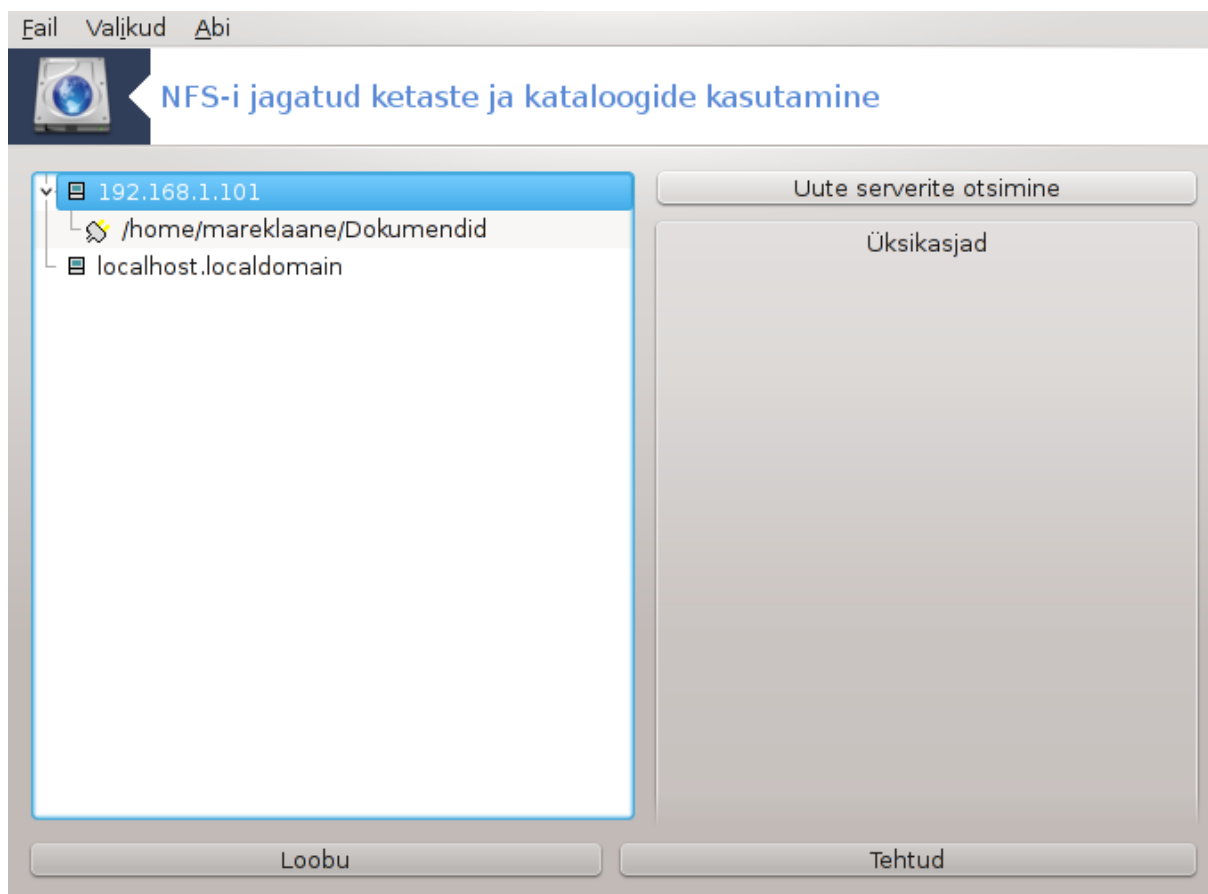 Fail Valikud Abi
NFS-i jagatud ketaste ja kataloogide kasutamine
192.168.1.101
/home/mareklaane/Dokumendid
localhost.localdomain
Uute serverite otsimine
Üksikasjad
Loobu
Tehtud